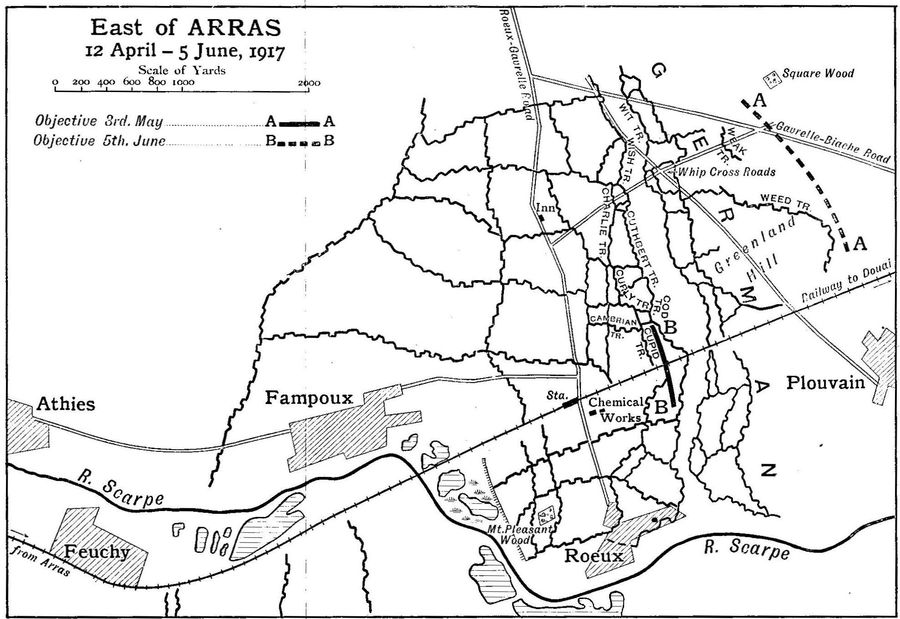 East of ARRAS
12 April – 5 June, 1917
Scale of Yards
0 200 400 600 800 1000 2000
Objective 3rd. May A A
Objective 5th. June B B
Roeux-Gavrelle Road
G
E
R
M
A
N
Square Wood
A
Gavrelle-Biache Road
WIT TR.
WISH TR.
WEAK TR.
Whip Cross Roads
WEED TR.
Inn
CHARLIE TR.
CUTHBERT TR.
Greenland Hill
A
CURLY TR.
COD TR.
Railway to Douai
CAMBRIAN TR.
CUPID TR.
B
B
Plouvain
Athies
Fampoux
Sta.
Chemical Works
R. Scarpe
Mt. Pleasant Wood
Roeux
R. Scarpe
Feuchy
from Arras